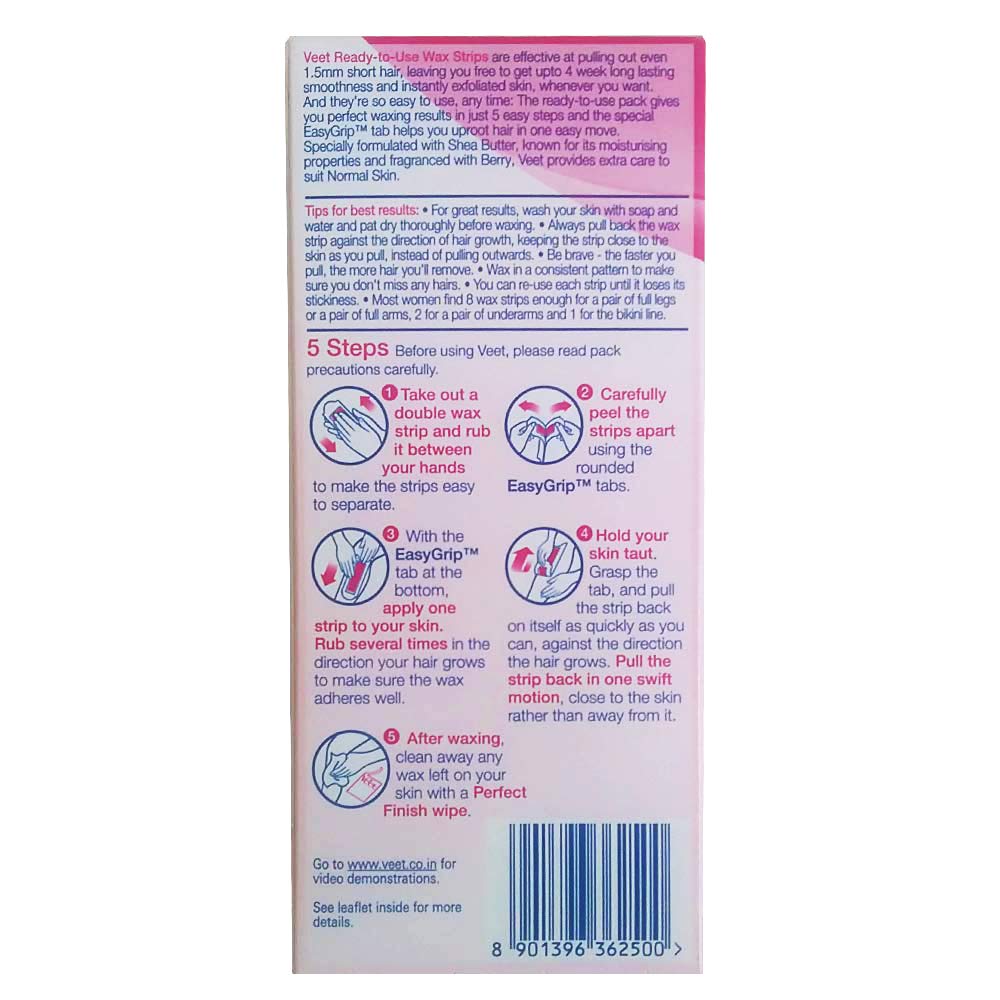 Veet Ready-to-Use Wax Strips are effective at pulling out even
1.5mm short hair, leaving you free to get upto 4 week long lasting
smoothness and instantly exfoliated skin, whenever you want.
And they're so easy to use, any time: The ready-to-use pack gives
you perfect waxing results in just 5 easy steps and the special
EasyGrip™ tab helps you uproot hair in one easy move.
Specially formulated with Shea Butter, known for its moisturising
properties and fragranced with Berry, Veet provides extra care to
suit Normal Skin.
Tips for best results: • For great results, wash your skin with soap and
water and pat dry thoroughly before waxing. • Always pull back the wax
strip against the direction of hair growth, keeping the strip close to the
skin as you pull, instead of pulling outwards. • Be brave - the faster you
pull, the more hair you'll remove. • Wax in a consistent pattern to make
sure you don't miss any hairs. • You can re-use each strip until it loses its
stickiness. • Most women find 8 wax strips enough for a pair of full legs
or a pair of full arms, 2 for a pair of underarms and 1 for the bikini line.
5 Steps Before using Veet, please read pack
precautions carefully.
1 Take out a
double wax
strip and rub
it between
your hands
to make the strips easy
to separate.
2 Carefully
peel the
strips apart
using the
rounded
EasyGrip™ tabs.
3 With the
EasyGrip™
tab at the
bottom,
apply one
strip to your skin.
Rub several times in the
direction your hair grows
to make sure the wax
adheres well.
4 Hold your
skin taut.
Grasp the
tab, and pull
the strip back
on itself as quickly as you
can, against the direction
the hair grows. Pull the
strip back in one swift
motion, close to the skin
rather than away from it.
5 After waxing,
clean away any
wax left on your
skin with a Perfect
Finish wipe.
Go to www.veet.co.in for
video demonstrations.
See leaflet inside for more
details.
8 901396 362500 >